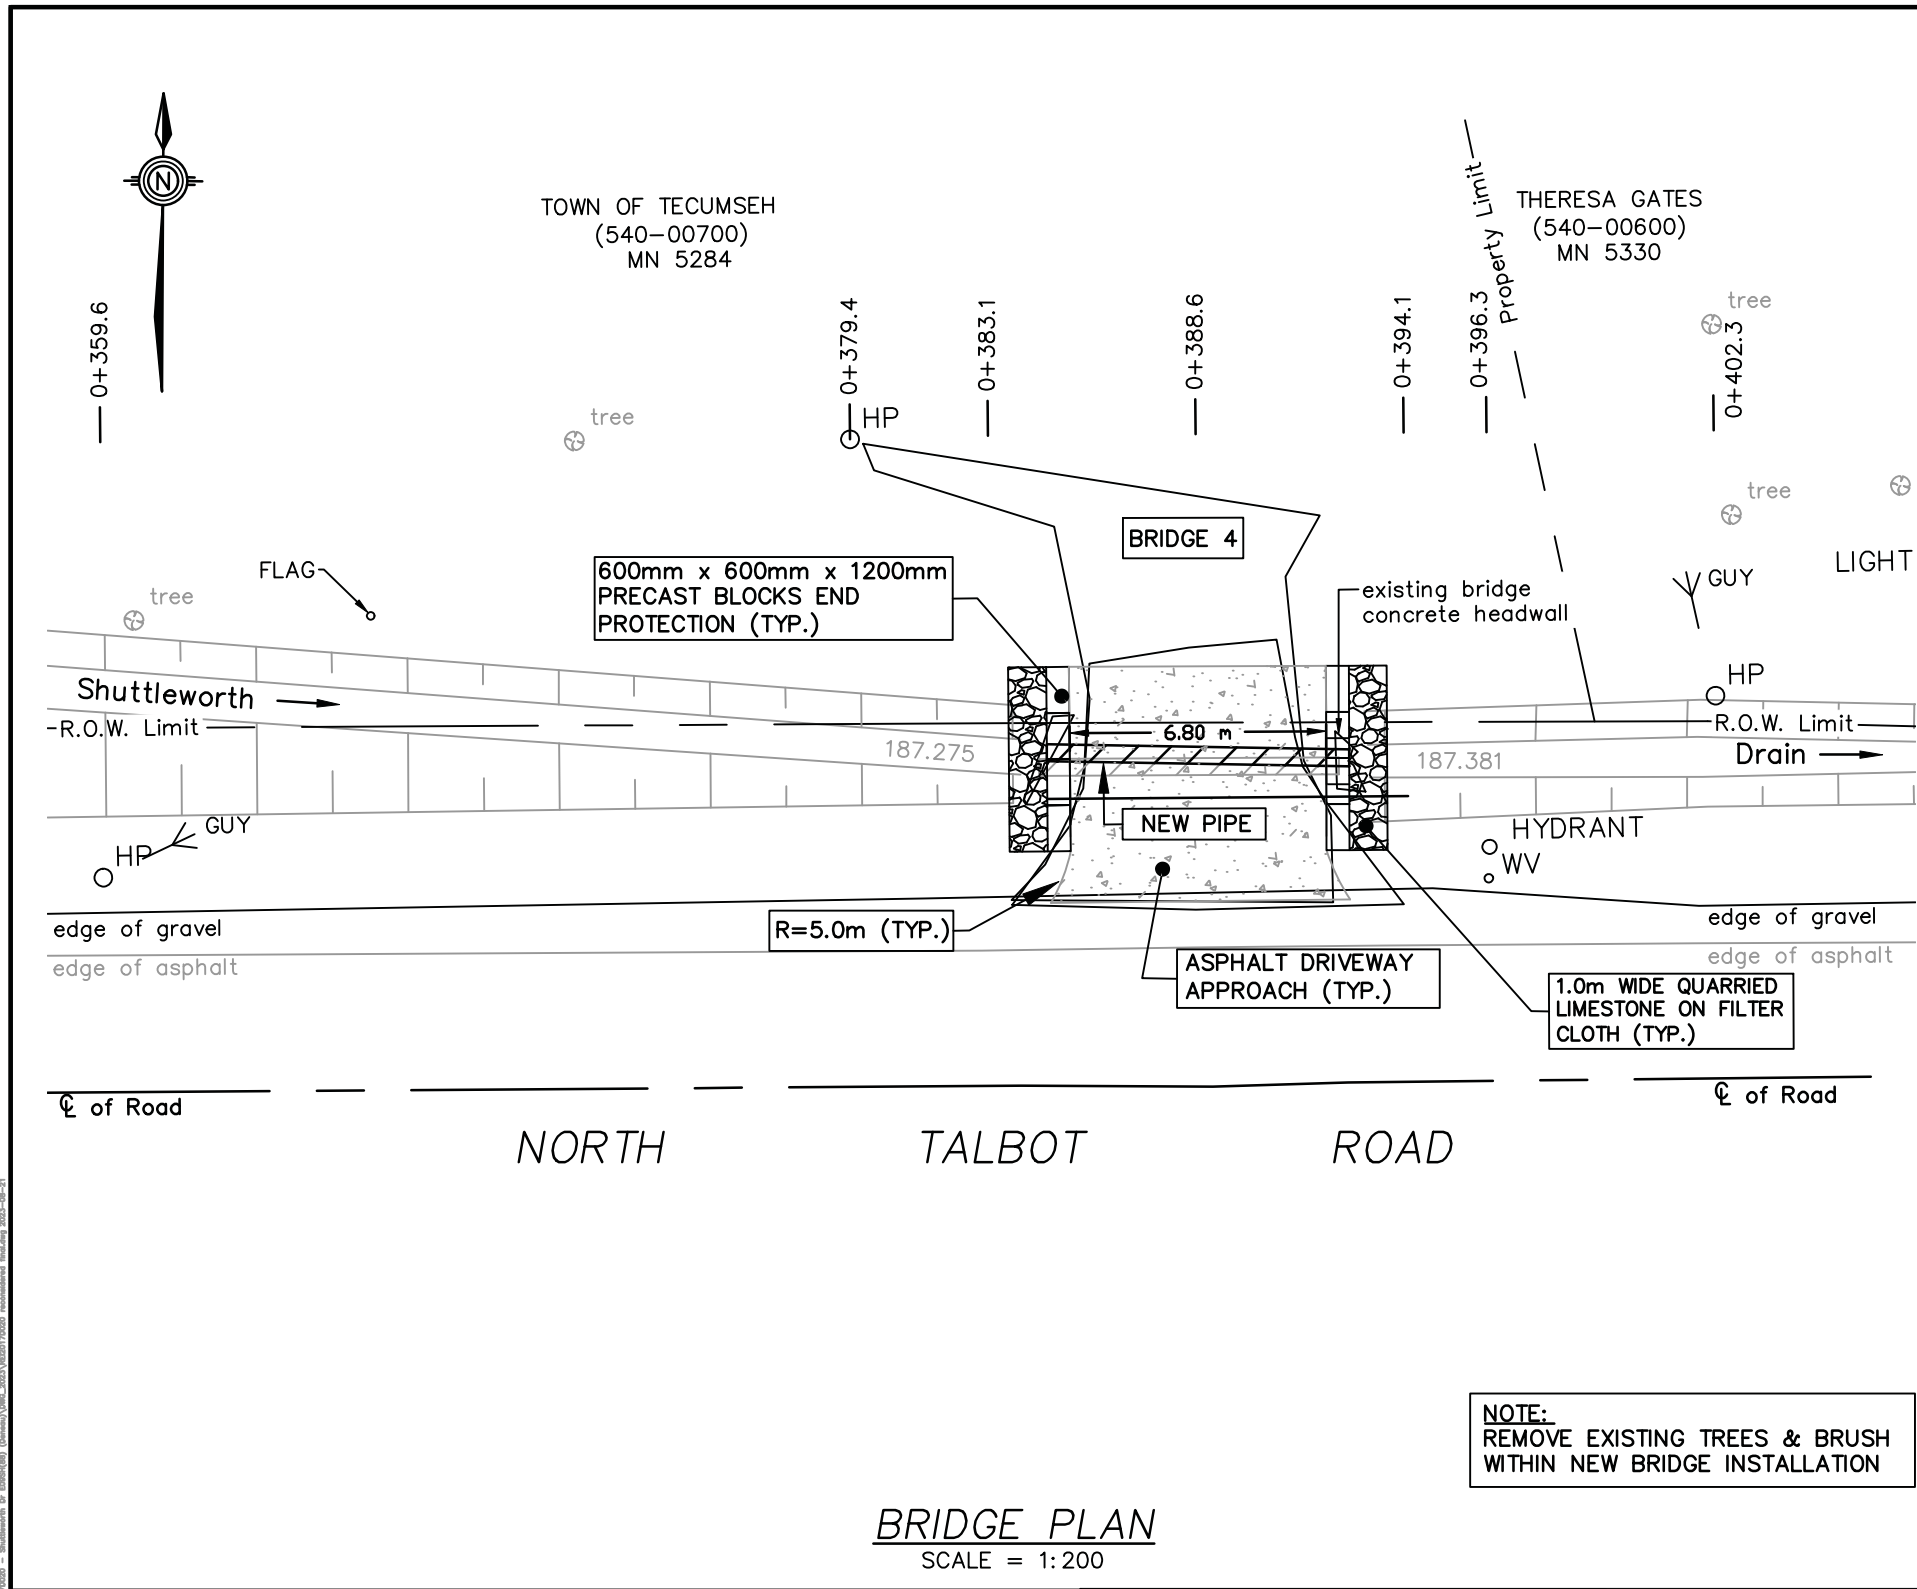 N
TOWN OF TECUMSEH
(540-00700)
MN 5284
THERESA GATES
(540-00600)
MN 5330
Property Limit
0+359.6
0+379.4
0+383.1
0+388.6
0+394.1
0+396.3
0+402.3
tree
tree
HP
tree
BRIDGE 4
LIGHT
FLAG
tree
600mm x 600mm x 1200mm
PRECAST BLOCKS END
PROTECTION (TYP.)
existing bridge
concrete headwall
GUY
HP
Shuttleworth
R.O.W. Limit
6.80 m
R.O.W. Limit
187.275
187.381
Drain
NEW PIPE
GUY
HP
HYDRANT
WV
edge of gravel
edge of asphalt
R=5.0m (TYP.)
edge of gravel
edge of asphalt
ASPHALT DRIVEWAY
APPROACH (TYP.)
1.0m WIDE QUARRIED
LIMESTONE ON FILTER
CLOTH (TYP.)
℄ of Road
℄ of Road
NORTH TALBOT ROAD
NOTE:
REMOVE EXISTING TREES & BRUSH
WITHIN NEW BRIDGE INSTALLATION
BRIDGE PLAN
SCALE = 1:200